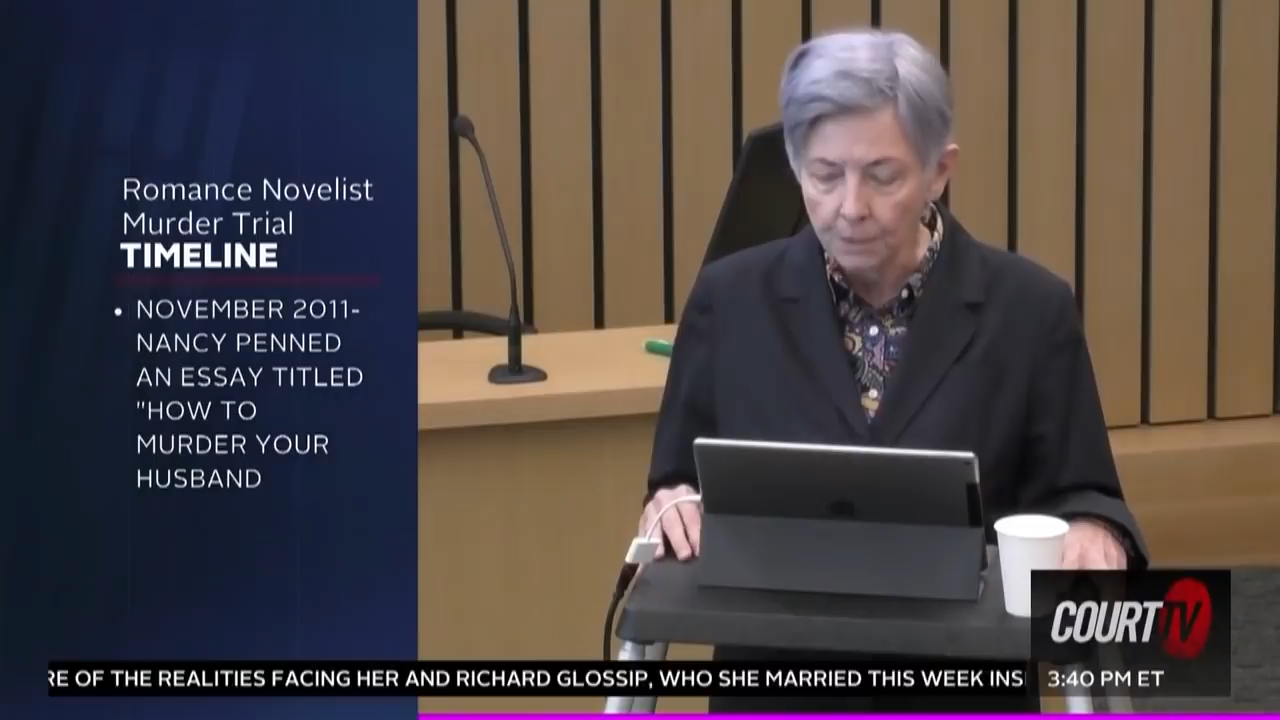 Romance Novelist
Murder Trial
TIMELINE
• NOVEMBER 2011-
NANCY PENNED
AN ESSAY TITLED
"HOW TO
MURDER YOUR
HUSBAND
COURT TV
RE OF THE REALITIES FACING HER AND RICHARD GLOSSIP, WHO SHE MARRIED THIS WEEK INS
3:40 PM ET